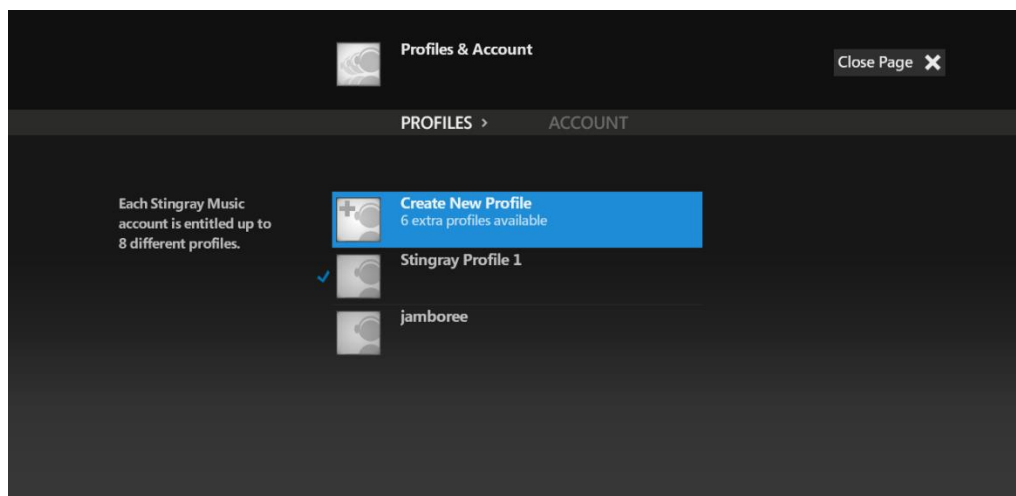 Profiles & Account
Close Page
PROFILES >
ACCOUNT
Each Stingray Music
account is entitled up to
8 different profiles.
Create New Profile
6 extra profiles available
Stingray Profile 1
jamboree